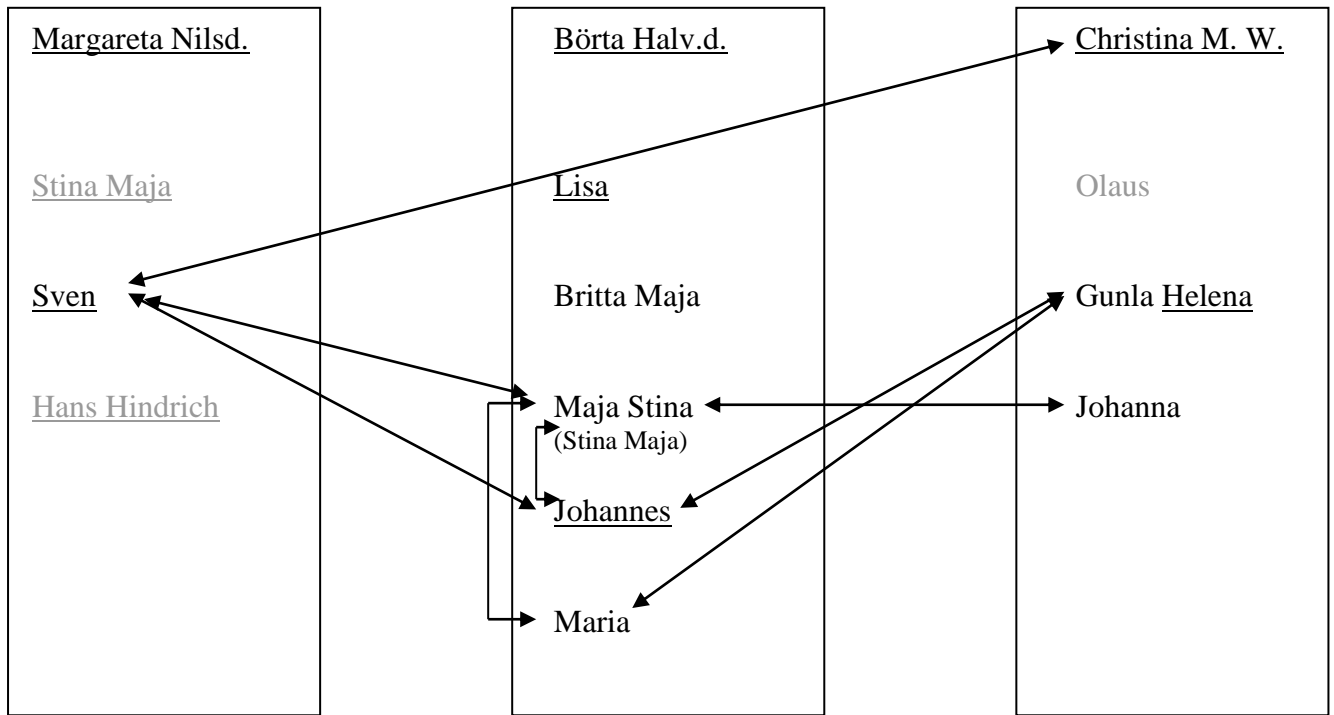 Margareta Nilsd.
Stina Maja
Sven
Hans Hindrich
Börta Halv.d.
Lisa
Britta Maja
Maja Stina
(Stina Maja)
Johannes
Maria
Christina M. W.
Olaus
Gunla Helena
Johanna